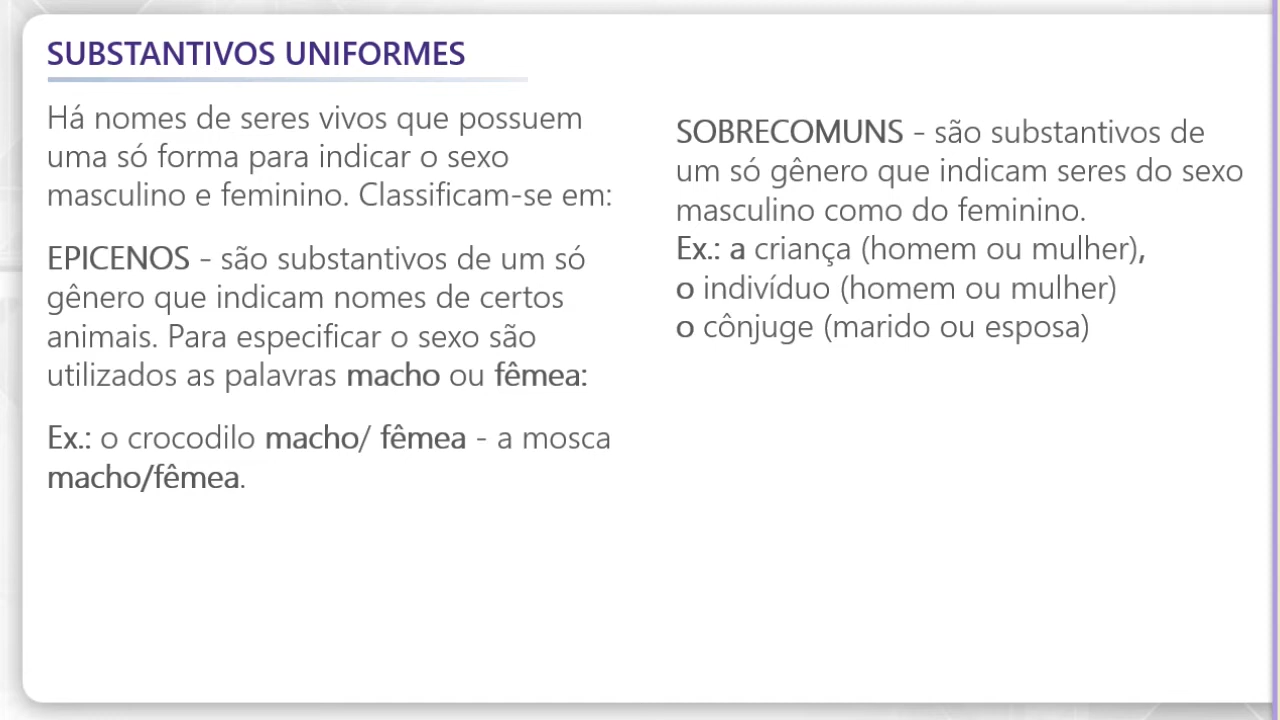 SUBSTANTIVOS UNIFORMES
Há nomes de seres vivos que possuem
uma só forma para indicar o sexo
masculino e feminino. Classificam-se em:
EPICENOS - são substantivos de um só
gênero que indicam nomes de certos
animais. Para especificar o sexo são
utilizados as palavras macho ou fêmea:
Ex.: o crocodilo macho/ fêmea - a mosca
macho/fêmea.
SOBRECOMUNS - são substantivos de
um só gênero que indicam seres do sexo
masculino como do feminino.
Ex.: a criança (homem ou mulher),
o indivíduo (homem ou mulher)
o cônjuge (marido ou esposa)